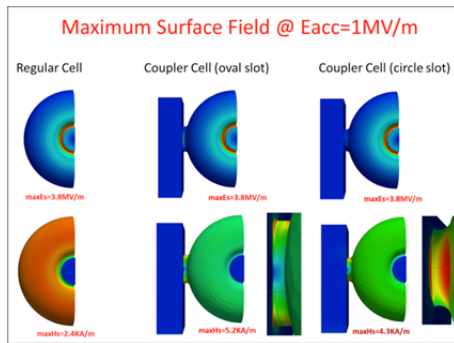 Maximum Surface Field @ Eacc=1MV/m
Regular Cell
Coupler Cell (oval slot)
Coupler Cell (circle slot)
maxEs=3.8MV/m
maxEs=3.8MV/m
maxEs=3.8MV/m
maxHs=2.4KA/m
maxHs=5.2KA/m
maxHs=4.3KA/m